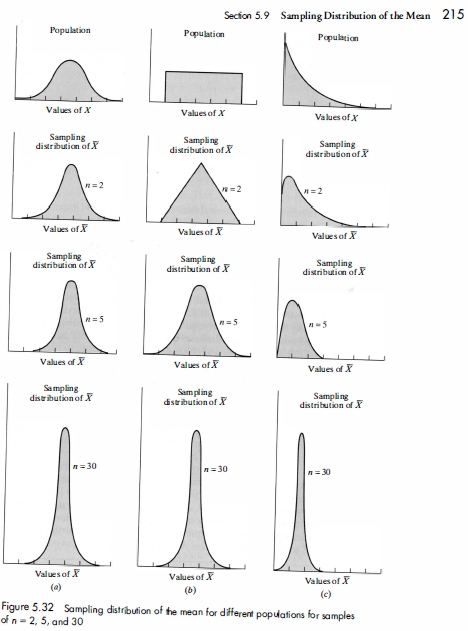 Section 5.9 Sampling Distribution of the Mean 215
Population
Population
Population
Values of X
Values of X
Values of X
Sampling
distribution of X̅
Sampling
distribution of X̅
Sampling
distribution of X̅
n = 2
n = 2
n = 2
Values of X̅
Values of X̅
Values of X̅
Sampling
distribution of X̅
Sampling
distribution of X̅
Sampling
distribution of X̅
n = 5
n = 5
n = 5
Values of X̅
Values of X̅
Values of X̅
Sampling
distribution of X̅
Sampling
distribution of X̅
Sampling
distribution of X̅
n = 30
n = 30
n = 30
Values of X̅
Values of X̅
Values of X̅
(a)
(b)
(c)
Figure 5.32 Sampling distribution of the mean for different populations for samples
of n = 2, 5, and 30